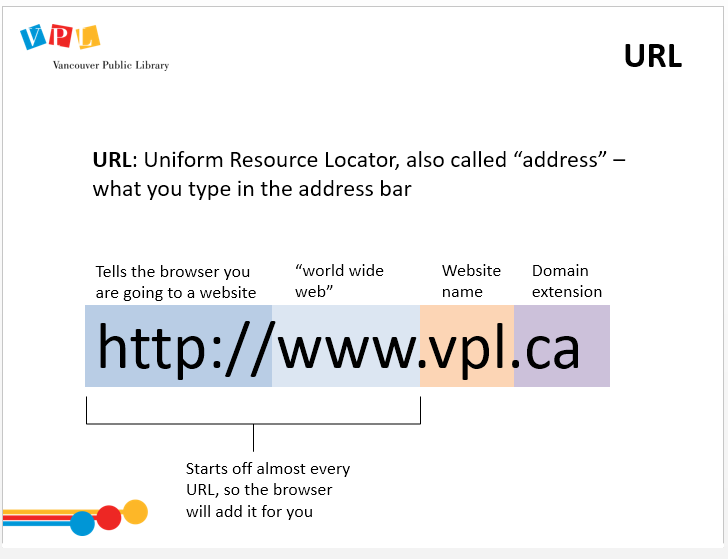 VPL
Vancouver Public Library
URL
URL: Uniform Resource Locator, also called “address” –
what you type in the address bar
Tells the browser you
are going to a website
“world wide
web”
Website
name
Domain
extension
http://www.vpl.ca
Starts off almost every
URL, so the browser
will add it for you